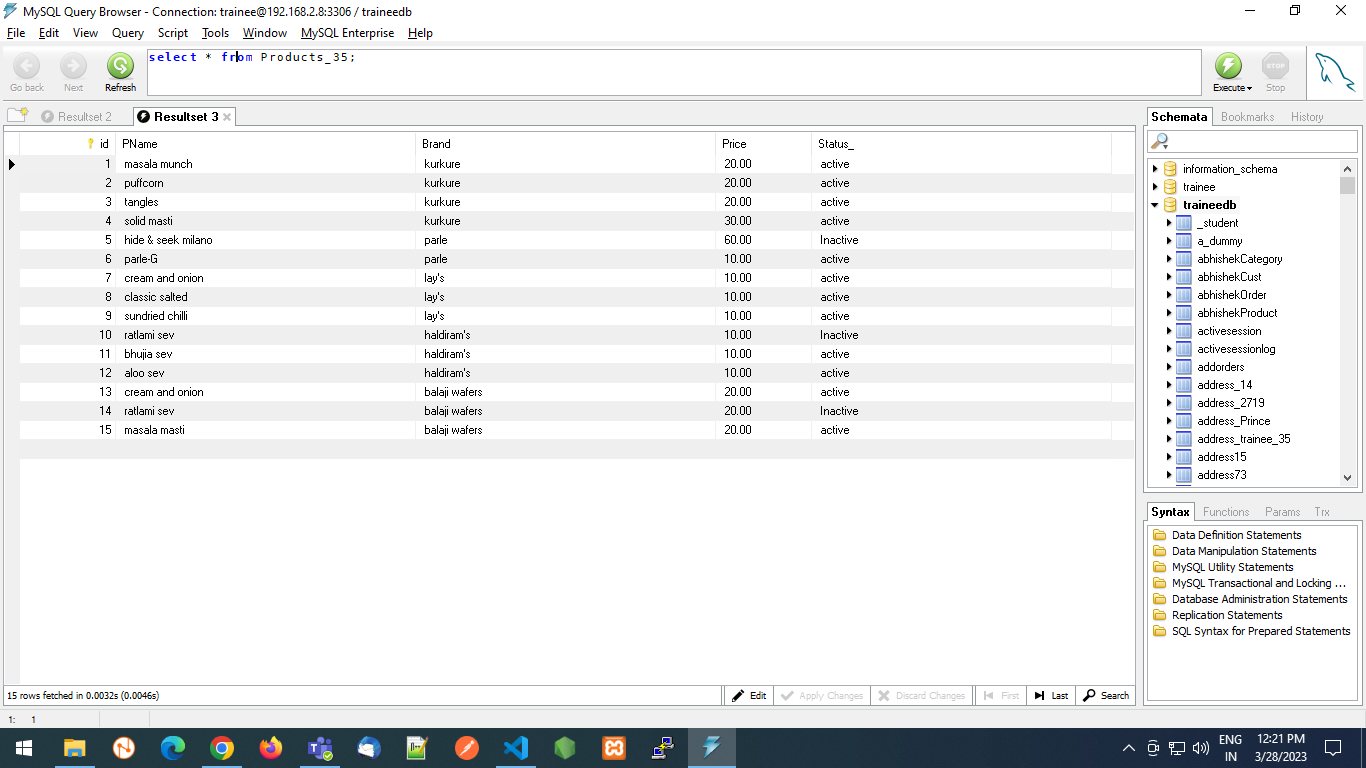 MySQL Query Browser - Connection: trainee@192.168.2.8:3306 / traineedb
File Edit View Query Script Tools Window MySQL Enterprise Help
select * from Products_35;
Go back Next Refresh Execute Stop
Resultset 2 Resultset 3
id PName Brand Price Status_
1 masala munch kurkure 20.00 active
2 puffcorn kurkure 20.00 active
3 tangles kurkure 20.00 active
4 solid masti kurkure 30.00 active
5 hide & seek milano parle 60.00 Inactive
6 parle-G parle 10.00 active
7 cream and onion lay's 10.00 active
8 classic salted lay's 10.00 active
9 sundried chilli lay's 10.00 active
10 ratlami sev haldiram's 10.00 Inactive
11 bhujia sev haldiram's 10.00 active
12 aloo sev haldiram's 10.00 active
13 cream and onion balaji wafers 20.00 active
14 ratlami sev balaji wafers 20.00 Inactive
15 masala masti balaji wafers 20.00 active
15 rows fetched in 0.0032s (0.0046s)
Edit Apply Changes Discard Changes First Last Search
1: 1
Schemata Bookmarks History
information_schema
trainee
traineedb
_student
a_dummy
abhishekCategory
abhishekCust
abhishekOrder
abhishekProduct
activesession
activesessionlog
addorders
address_14
address_2719
address_Prince
address_trainee_35
address15
address73
Syntax Functions Params Trx
Data Definition Statements
Data Manipulation Statements
MySQL Utility Statements
MySQL Transactional and Locking ...
Database Administration Statements
Replication Statements
SQL Syntax for Prepared Statements
ENG
IN
12:21 PM
3/28/2023